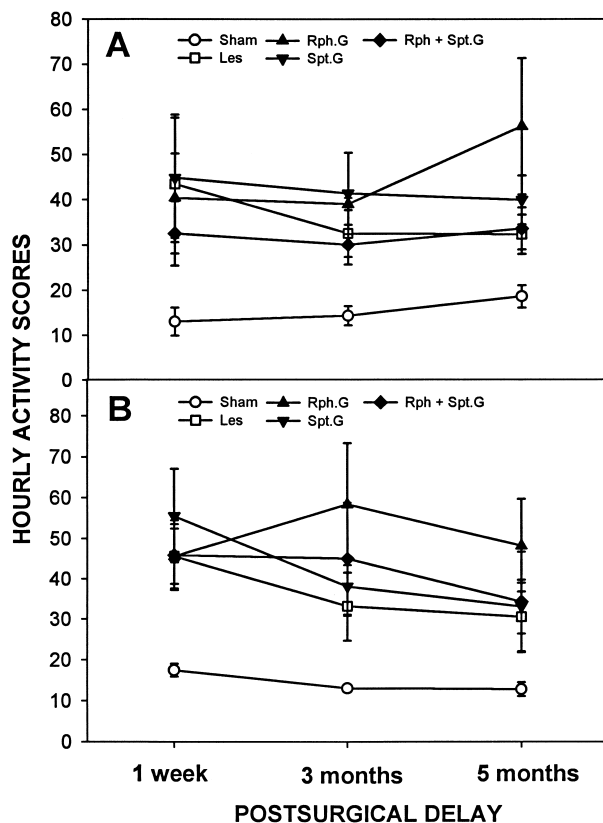 HOURLY ACTIVITY SCORES
A
Sham Rph.G Rph + Spt.G
Les Spt.G
80
70
60
50
40
30
20
10
0
B
Sham Rph.G Rph + Spt.G
Les Spt.G
80
70
60
50
40
30
20
10
0
1 week 3 months 5 months
POSTSURGICAL DELAY